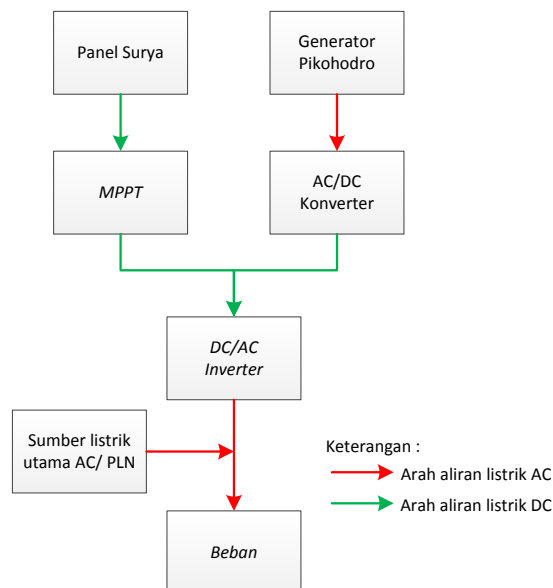 Panel Surya
Generator
Pikohodro
MPPT
AC/DC
Konverter
DC/AC
Inverter
Sumber listrik
utama AC/ PLN
Keterangan :
Arah aliran listrik AC
Arah aliran listrik DC
Beban